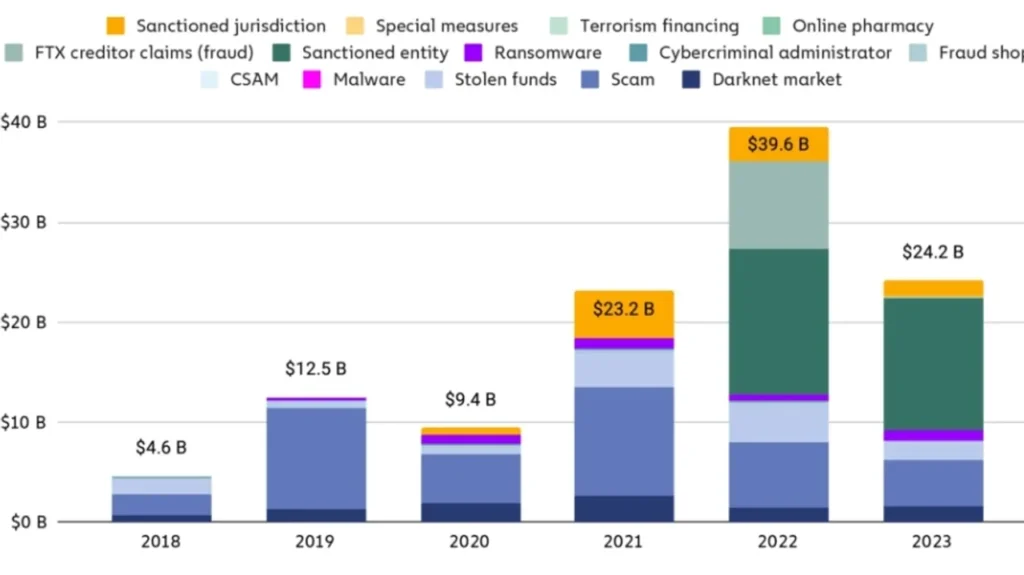 Sanctioned jurisdiction Special measures Terrorism financing Online pharmacy
FTX creditor claims (fraud) Sanctioned entity Ransomware Cybercriminal administrator Fraud shop
CSAM Malware Stolen funds Scam Darknet market
$40 B
$39.6 B
$30 B
$24.2 B
$20 B
$23.2 B
$12.5 B
$9.4 B
$10 B
$4.6 B
$0 B
2018 2019 2020 2021 2022 2023